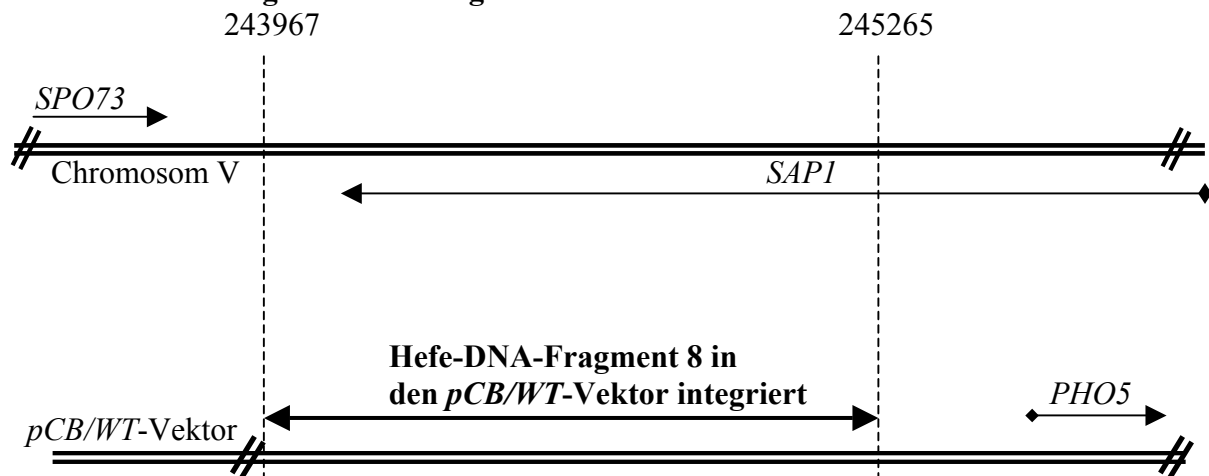 243967 245265
SPO73
Chromosom V SAP1
Hefe-DNA-Fragment 8 in
den pCB/WT-Vektor integriert
PHO5
pCB/WT-Vektor